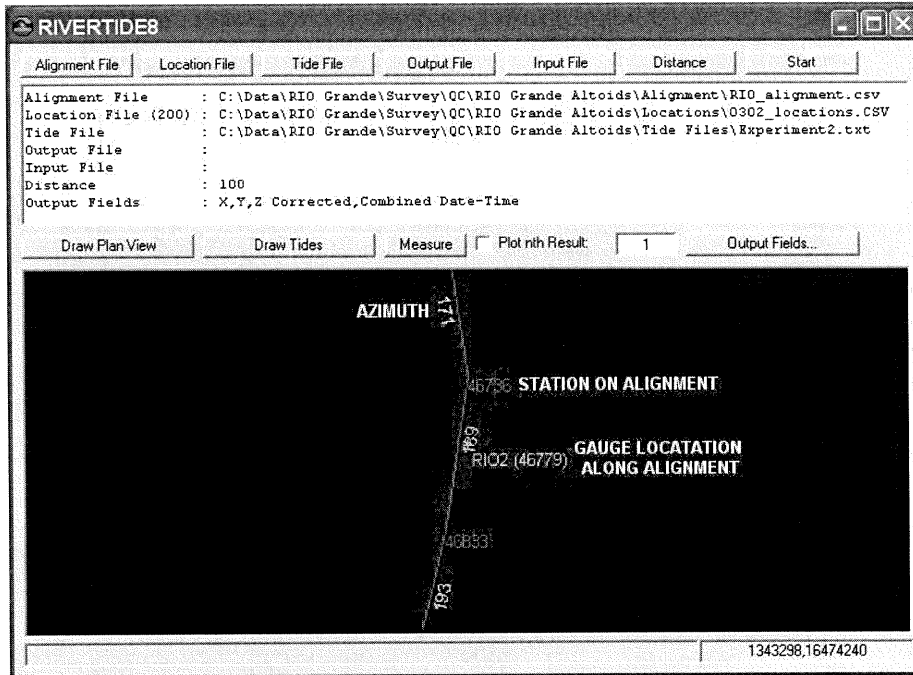 RIVERTIDE8
Alignment File Location File Tide File Output File Input File Distance Start
Alignment File : C:\Data\RIO Grande\Survey\QC\RIO Grande Altoids\Alignment\RIO_alignment.csv
Location File (200) : C:\Data\RIO Grande\Survey\QC\RIO Grande Altoids\Locations\0302_locations.CSV
Tide File : C:\Data\RIO Grande\Survey\QC\RIO Grande Altoids\Tide Files\Experiment2.txt
Output File :
Input File :
Distance : 100
Output Fields : X,Y,Z Corrected,Combined Date-Time
Draw Plan View Draw Tides Measure Plot nth Result: 1 Output Fields...
AZIMUTH 171
46736 STATION ON ALIGNMENT
189
RIO2 (46779) GAUGE LOCATATION
ALONG ALIGNMENT
46833
193
1343298,16474240